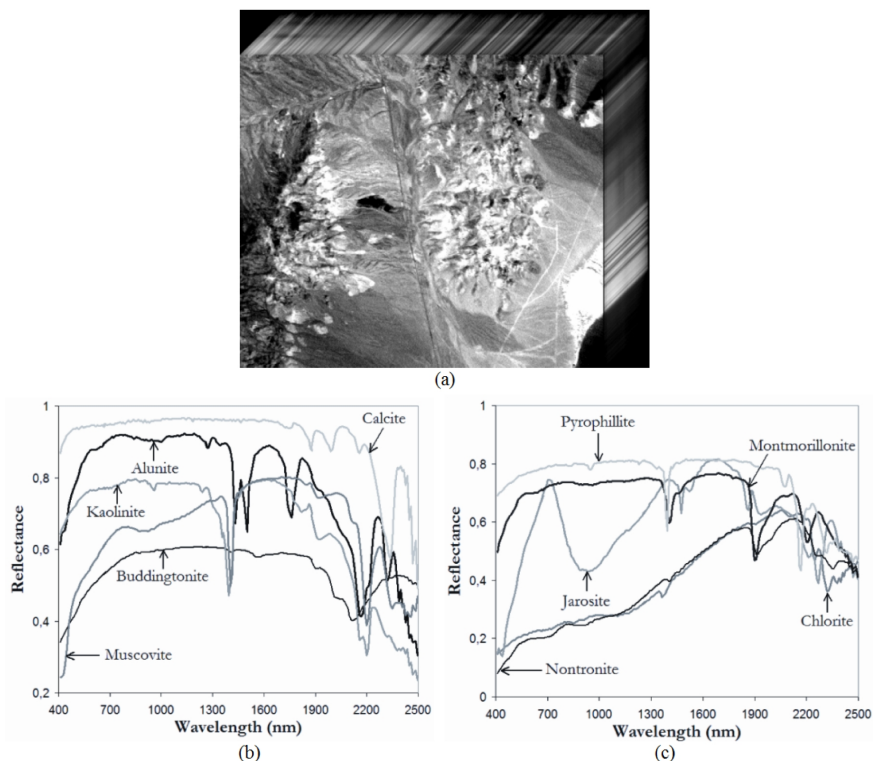 (a)
1
0,8
0,6
0,4
0,2
Reflectance
Calcite
Alunite
Kaolinite
Buddingtonite
Muscovite
400 1000 1300 1600 1900 2200 2500
Wavelength (nm)
(b)
1
0,8
0,6
0,4
0,2
0
Reflectance
Pyrophillite
Montmorillonite
Jarosite
Chlorite
Nontronite
400 700 1000 1300 1600 1900 2200 2500
Wavelength (nm)
(c)